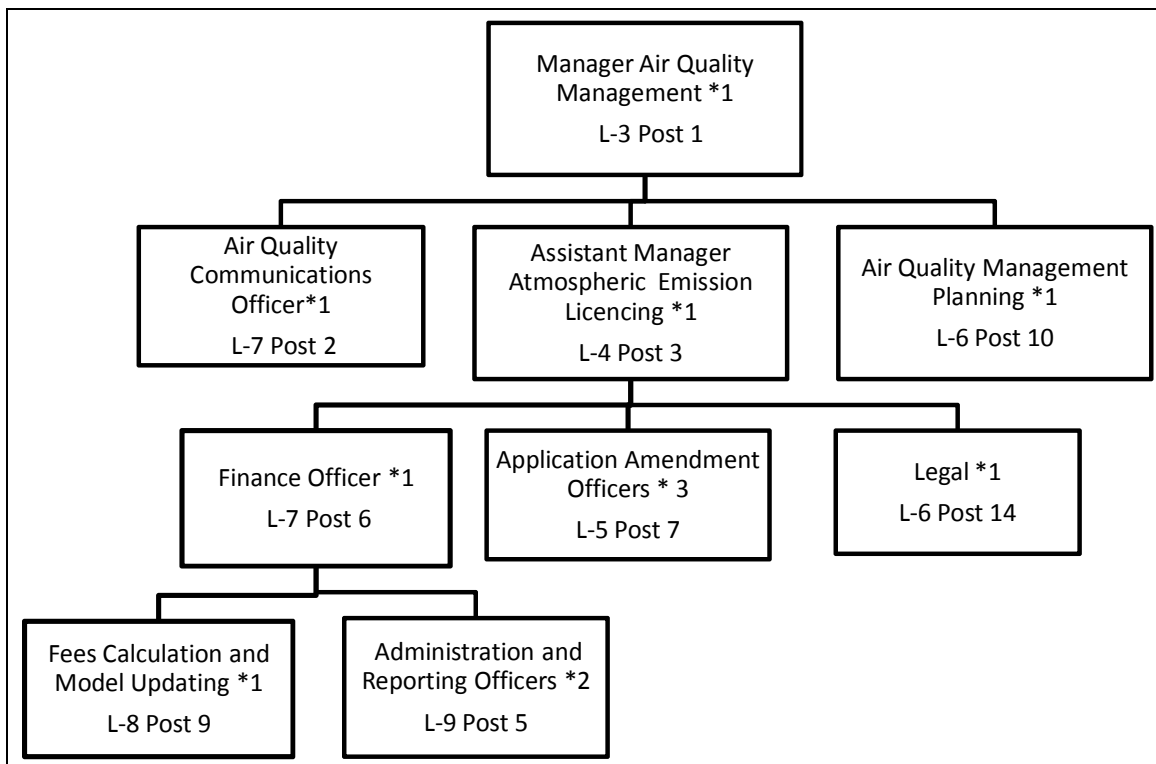 Manager Air Quality
Management *1
L-3 Post 1
Air Quality
Communications
Officer*1
L-7 Post 2
Assistant Manager
Atmospheric Emission
Licencing *1
L-4 Post 3
Air Quality Management
Planning *1
L-6 Post 10
Finance Officer *1
L-7 Post 6
Application Amendment
Officers * 3
L-5 Post 7
Legal *1
L-6 Post 14
Fees Calculation and
Model Updating *1
L-8 Post 9
Administration and
Reporting Officers *2
L-9 Post 5